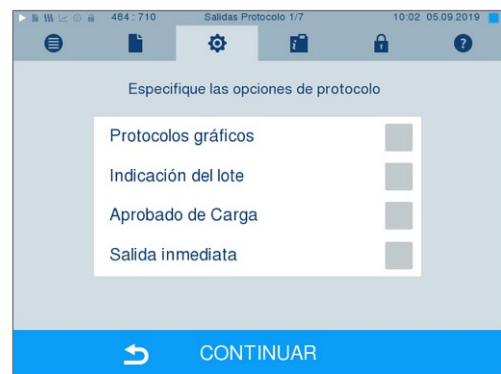 484 : 710 Salidas Protocolo 1/7 10:02 05.09.2019
Especifique las opciones de protocolo
Protocolos gráficos
Indicación del lote
Aprobado de Carga
Salida inmediata
CONTINUAR